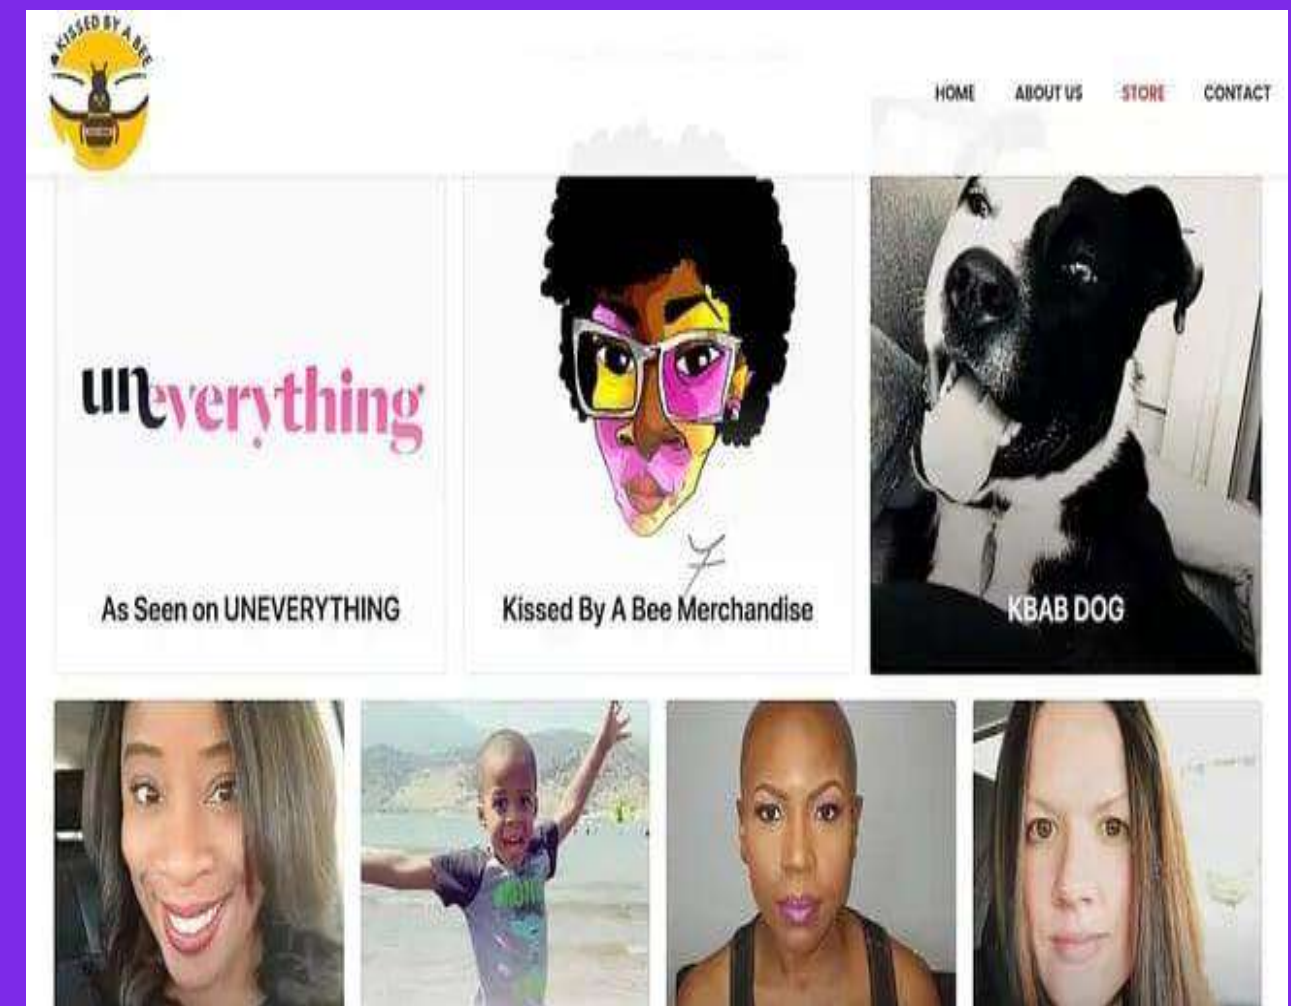 KISSED BY A BEE
HOME ABOUT US STORE CONTACT
uneverything
As Seen on UNEVERYTHING
Kissed By A Bee Merchandise
KBAB DOG